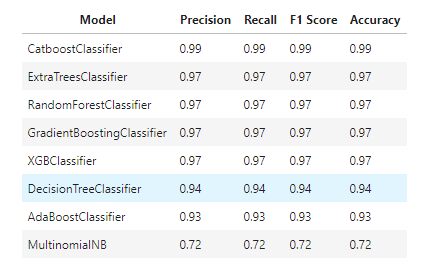 Model Precision Recall F1 Score Accuracy
CatboostClassifier 0.99 0.99 0.99 0.99
ExtraTreesClassifier 0.97 0.97 0.97 0.97
RandomForestClassifier 0.97 0.97 0.97 0.97
GradientBoostingClassifier 0.97 0.97 0.97 0.97
XGBClassifier 0.97 0.97 0.97 0.97
DecisionTreeClassifier 0.94 0.94 0.94 0.94
AdaBoostClassifier 0.93 0.93 0.93 0.93
MultinomialNB 0.72 0.72 0.72 0.72